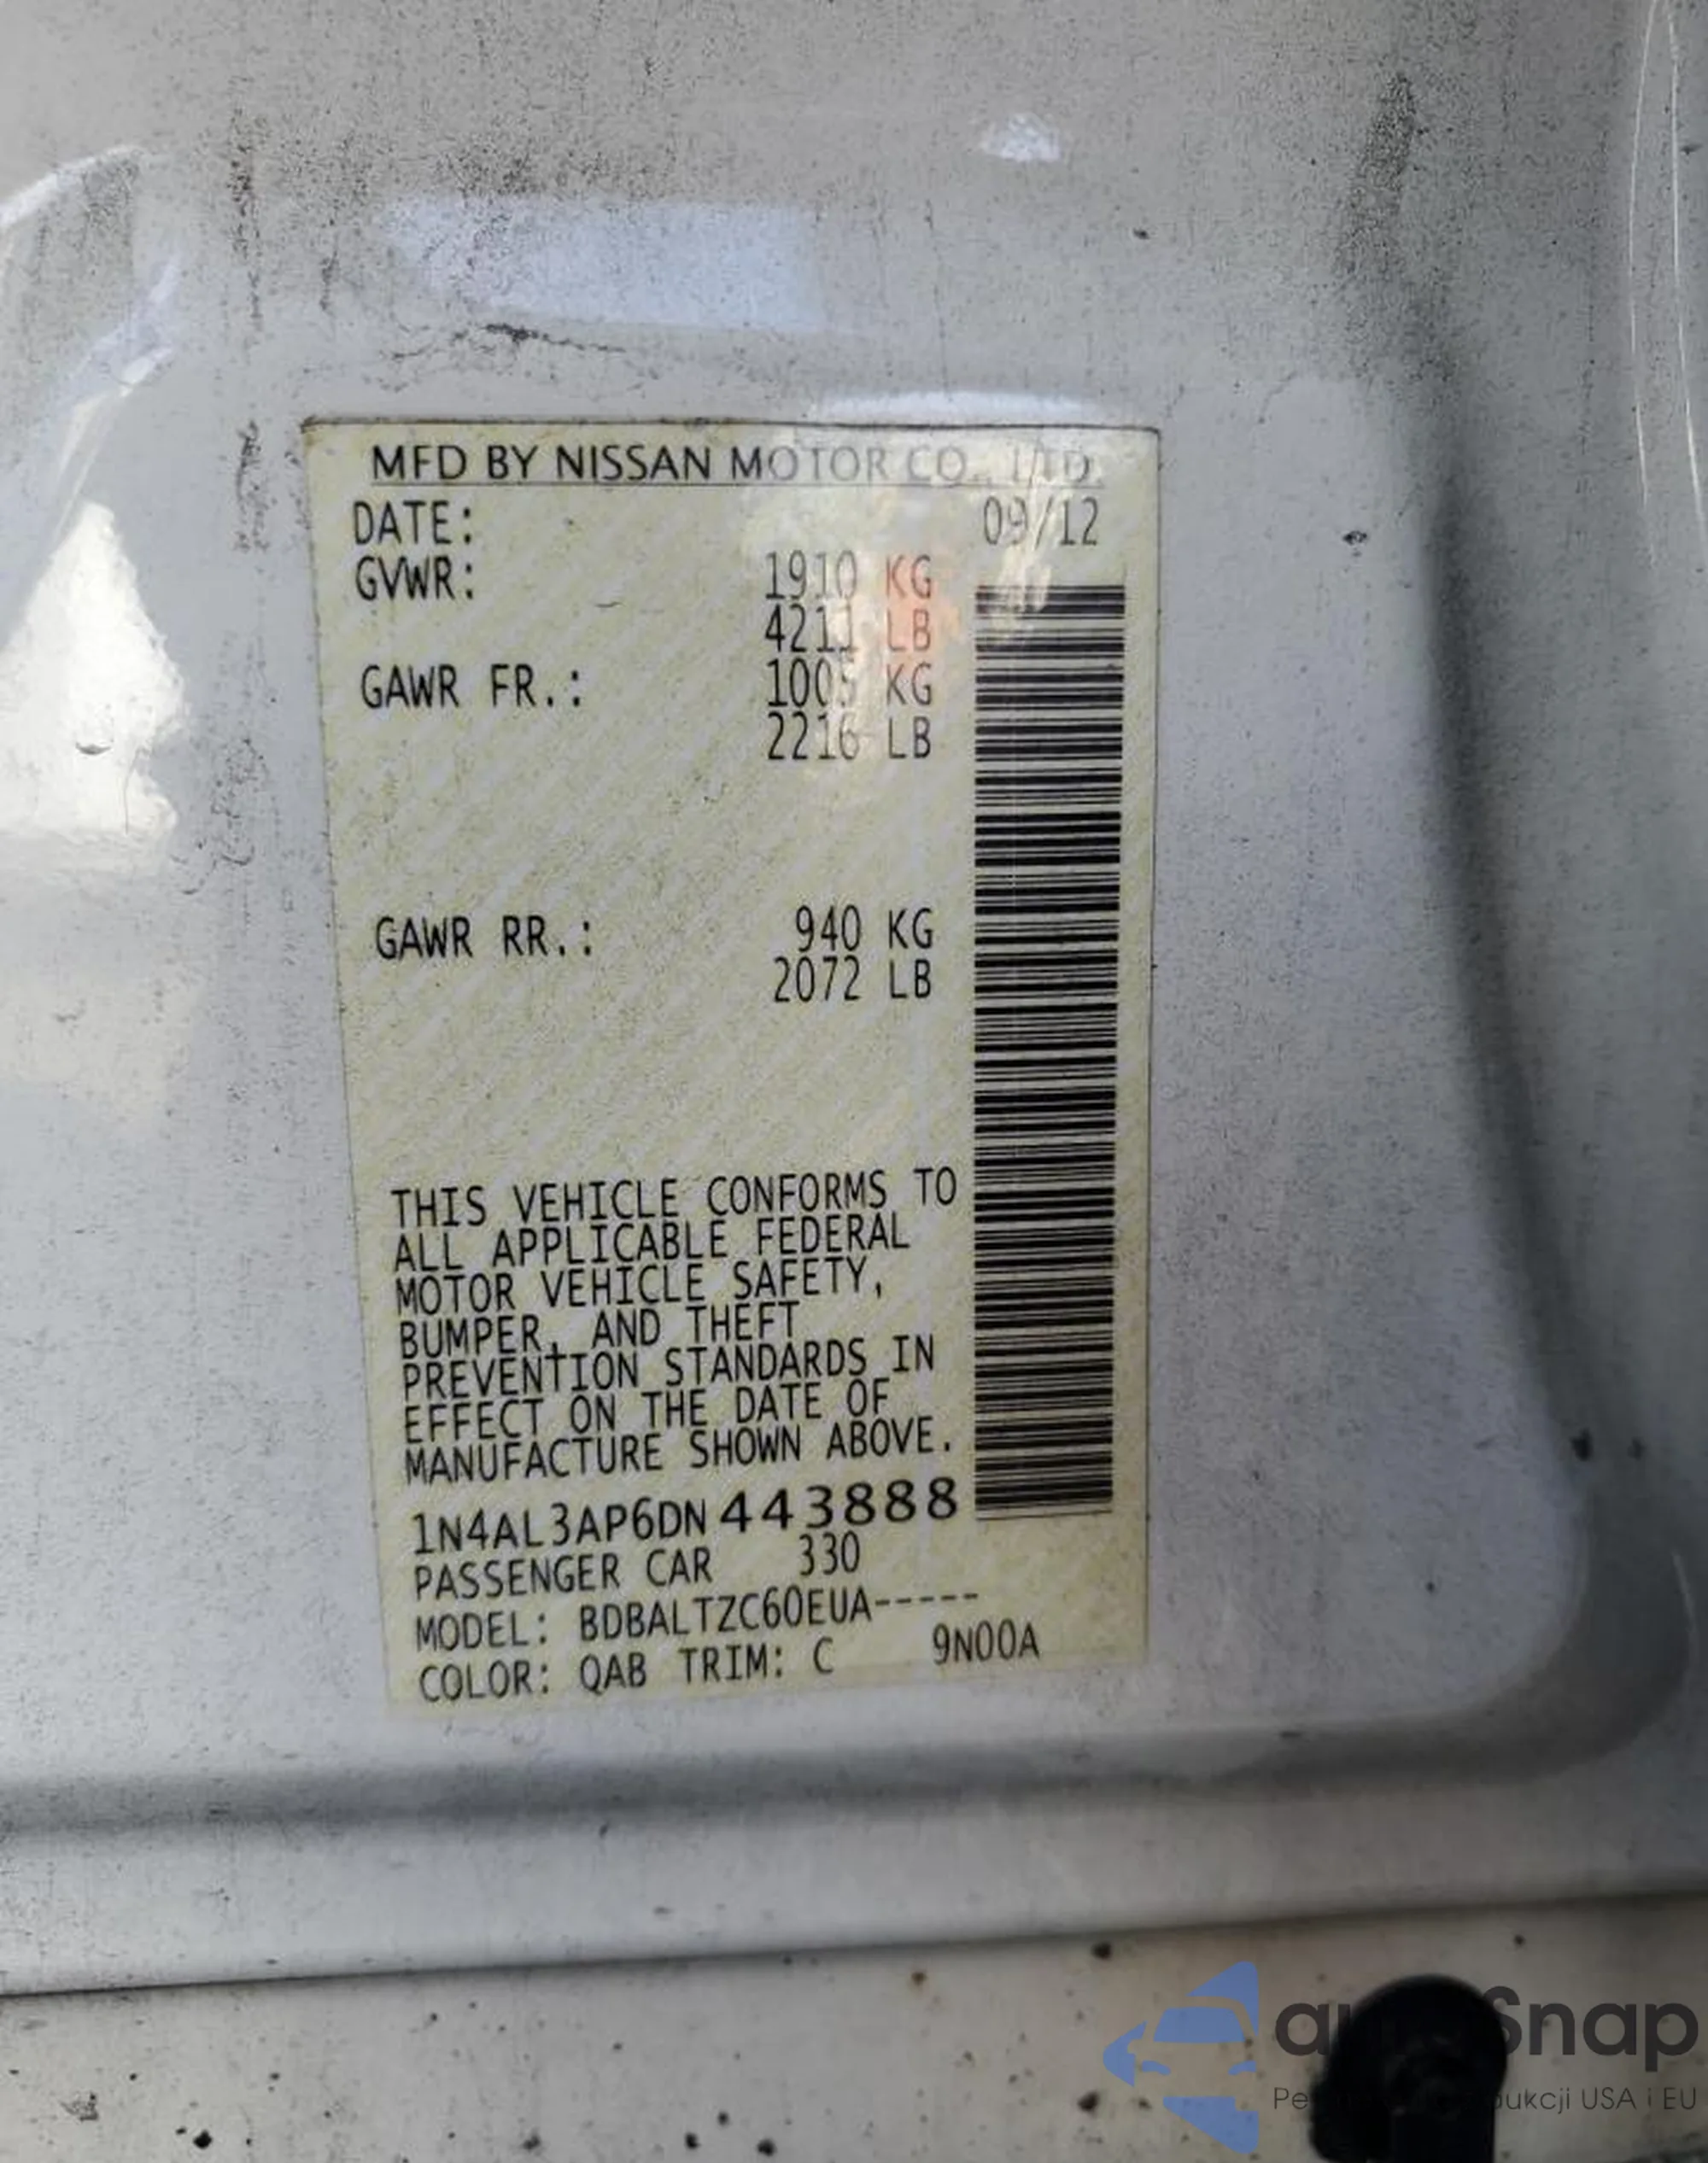 MFD BY NISSAN MOTOR CO., LTD.
DATE: 09/12
GVWR: 1910 KG
4211 LB
GAWR FR.: 1005 KG
2216 LB
GAWR RR.: 940 KG
2072 LB
THIS VEHICLE CONFORMS TO
ALL APPLICABLE FEDERAL
MOTOR VEHICLE SAFETY,
BUMPER, AND THEFT
PREVENTION STANDARDS IN
EFFECT ON THE DATE OF
MANUFACTURE SHOWN ABOVE.
1N4AL3AP6DN443888
PASSENGER CAR 330
MODEL: BDBALTZC60EUA-----
COLOR: QAB TRIM: C 9N00A
USA i EU